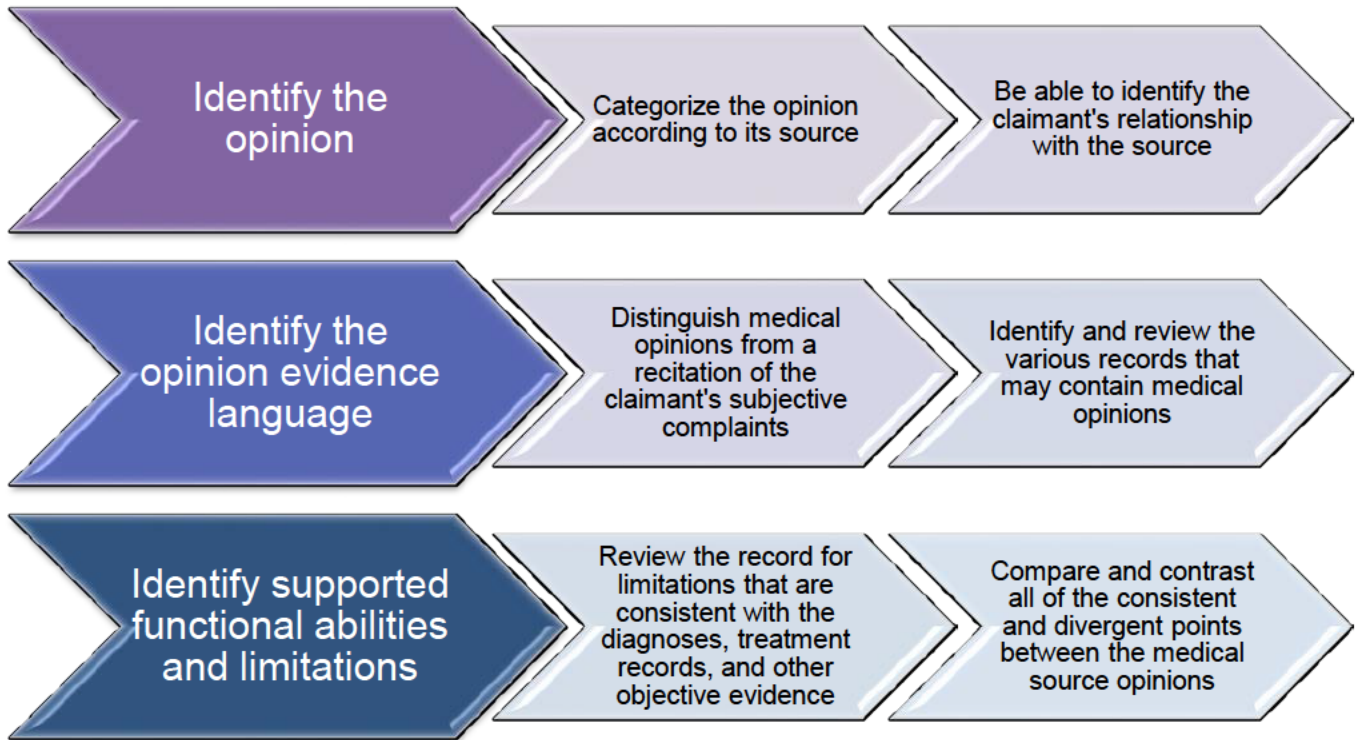 Identify the
opinion
Categorize the opinion
according to its source
Be able to identify the
claimant's relationship
with the source
Identify the
opinion evidence
language
Distinguish medical
opinions from a
recitation of the
claimant's subjective
complaints
Identify and review the
various records that
may contain medical
opinions
Identify supported
functional abilities
and limitations
Review the record for
limitations that are
consistent with the
diagnoses, treatment
records, and other
objective evidence
Compare and contrast
all of the consistent
and divergent points
between the medical
source opinions